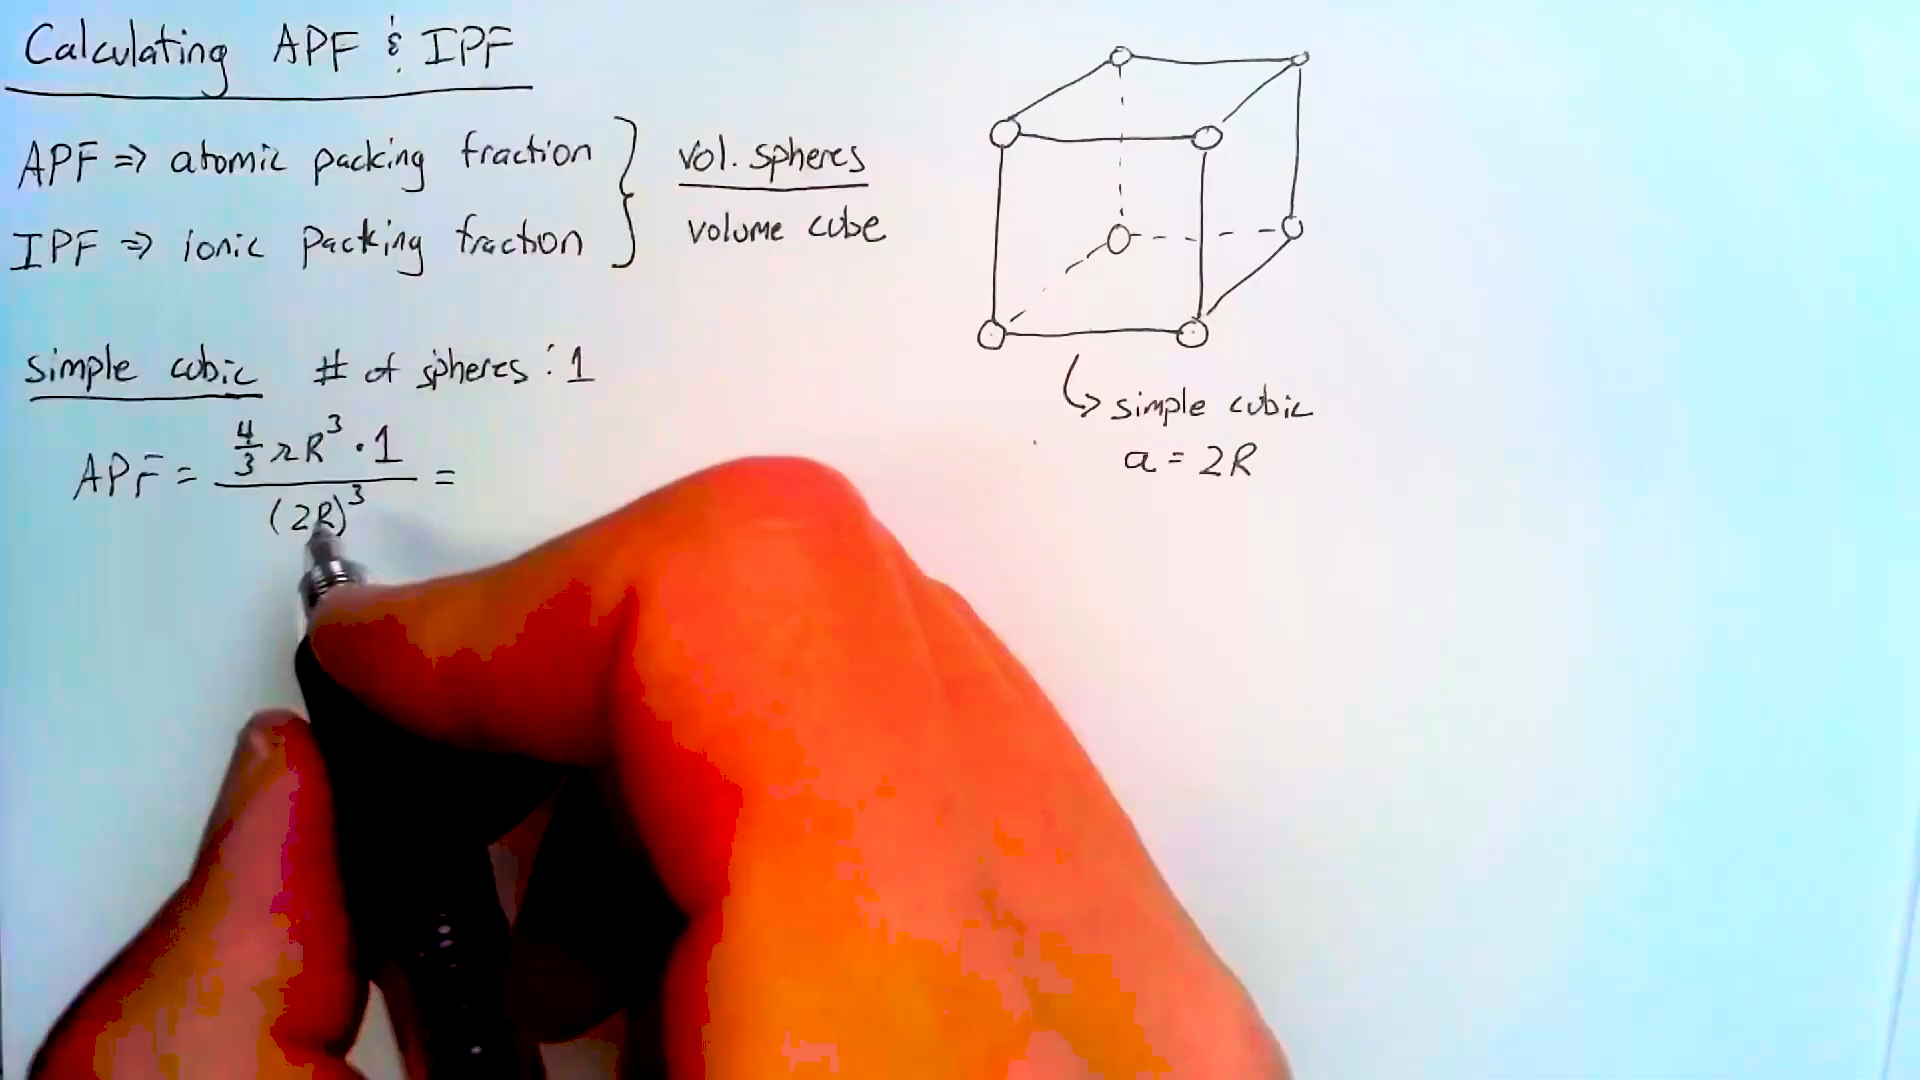 Calculating APF & IPF
APF => atomic packing fraction } vol. spheres
IPF => ionic packing fraction } volume cube
simple cubic # of spheres : 1
APF = 4/3 πR³ · 1 / (2R)³ =
simple cubic
a = 2R